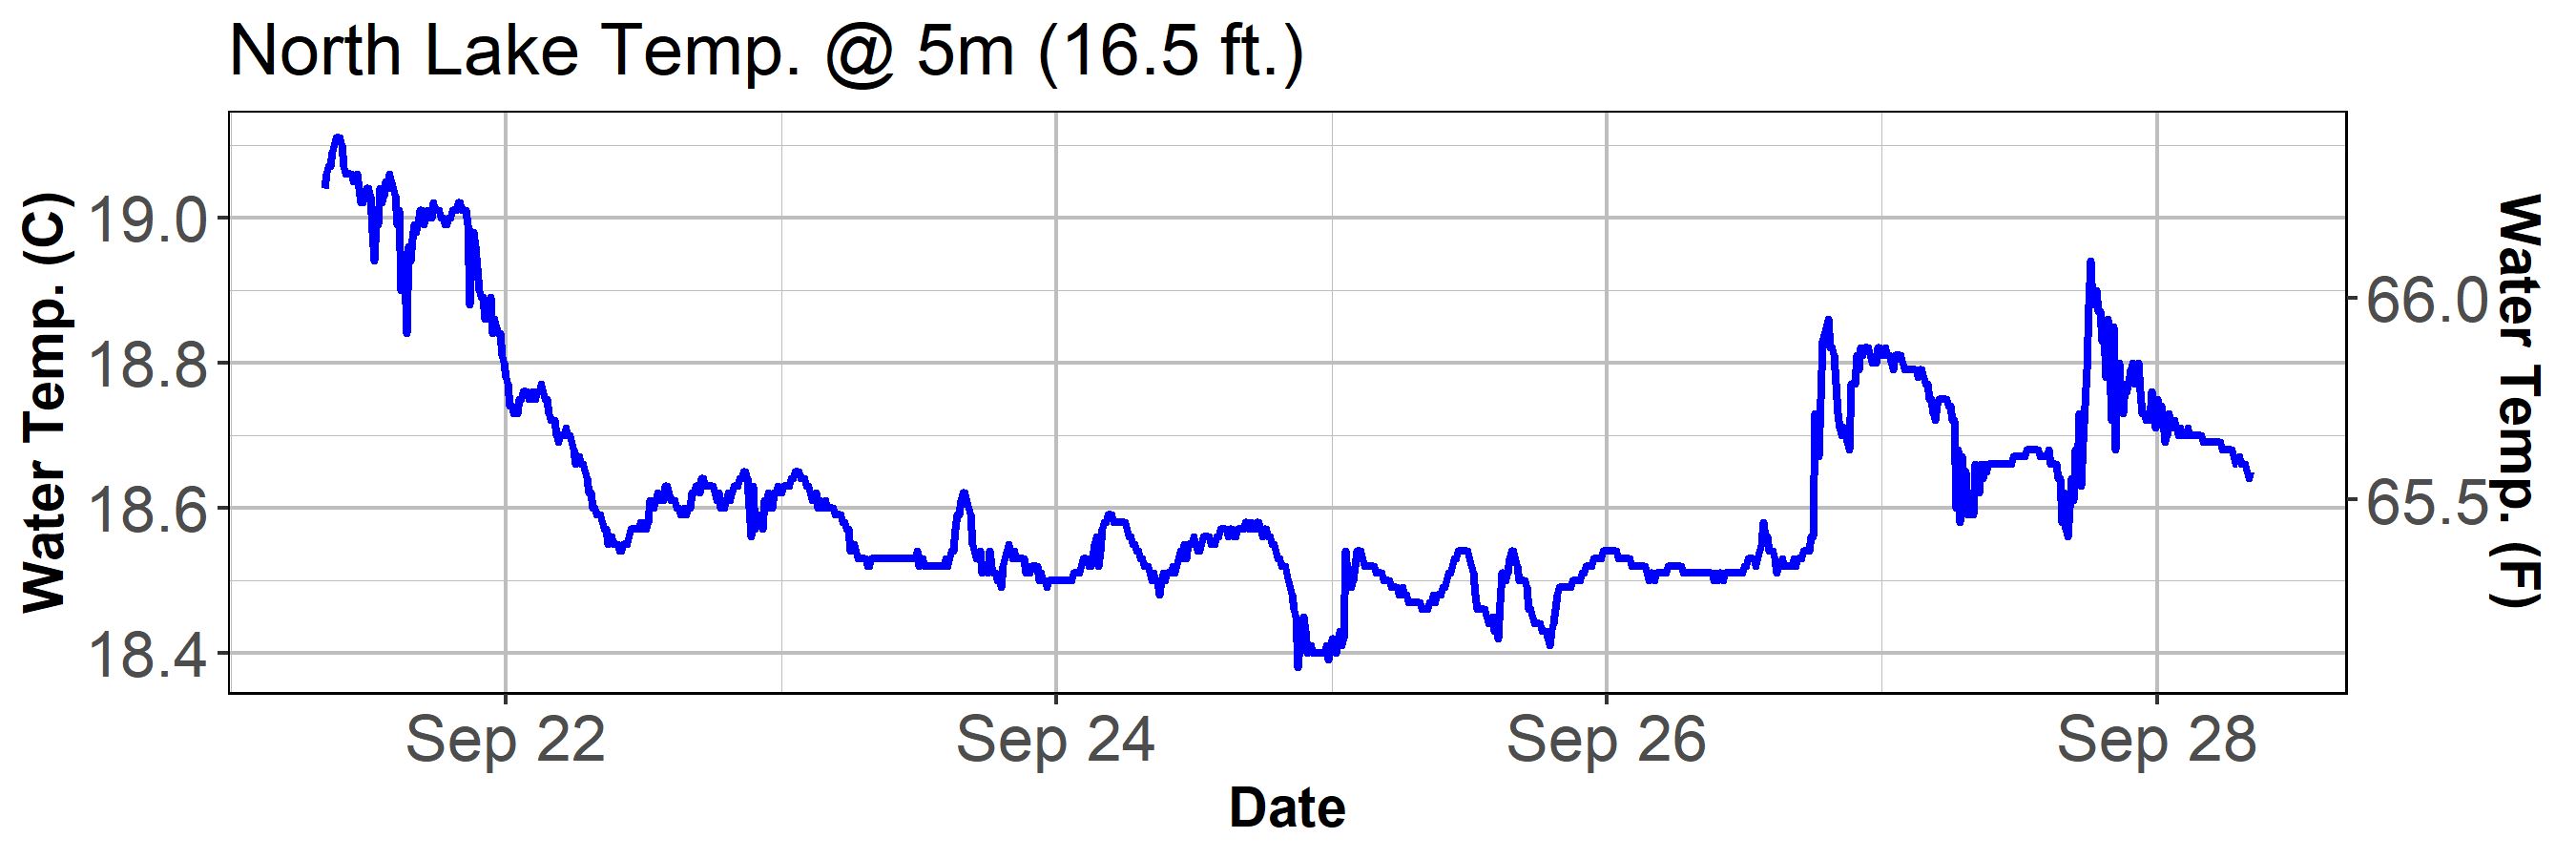 North Lake Temp. @ 5m (16.5 ft.)
Water Temp. (C)
19.0
18.8
18.6
18.4
66.0
65.5
Water Temp. (F)
Sep 22 Sep 24 Sep 26 Sep 28
Date